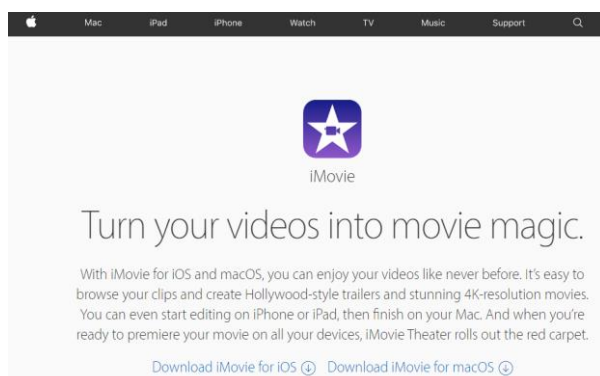 Mac iPad iPhone Watch TV Music Support
iMovie
Turn your videos into movie magic.
With iMovie for iOS and macOS, you can enjoy your videos like never before. It's easy to
browse your clips and create Hollywood-style trailers and stunning 4K-resolution movies.
You can even start editing on iPhone or iPad, then finish on your Mac. And when you're
ready to premiere your movie on all your devices, iMovie Theater rolls out the red carpet.
Download iMovie for iOS Download iMovie for macOS